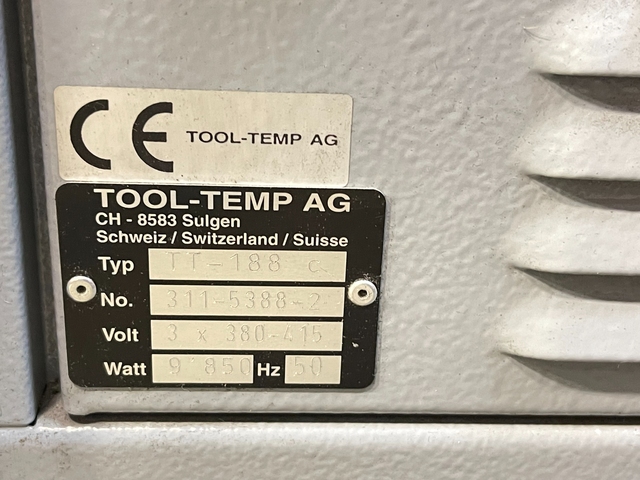 CE TOOL-TEMP AG
TOOL-TEMP AG
CH - 8583 Sulgen
Schweiz / Switzerland / Suisse
Typ TT-188 c
No. 311-5388-2
Volt 3 x 380-415
Watt 9'850 Hz 50